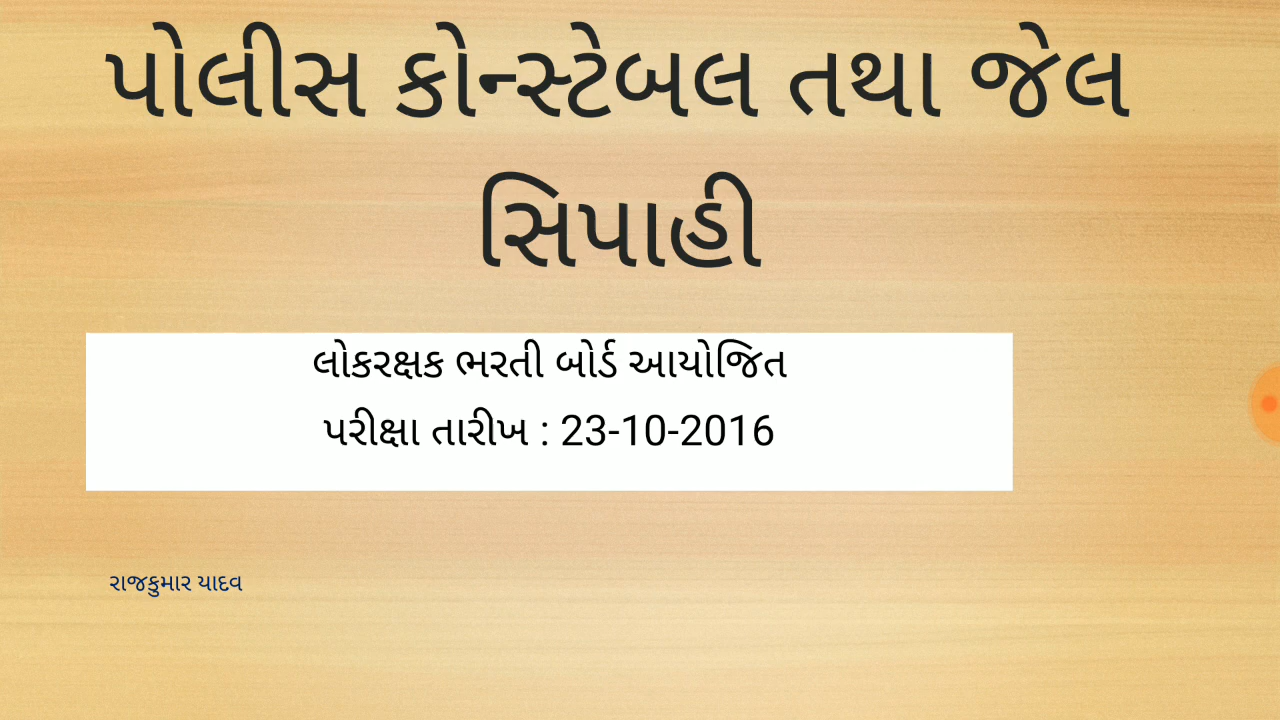 પોલીસ કોન્સ્ટેબલ તથા જેલ
સિપાહી
લોકરક્ષક ભરતી બોર્ડ આયોજિત
પરીક્ષા તારીખ : 23-10-2016
રાજકુમાર યાદવ